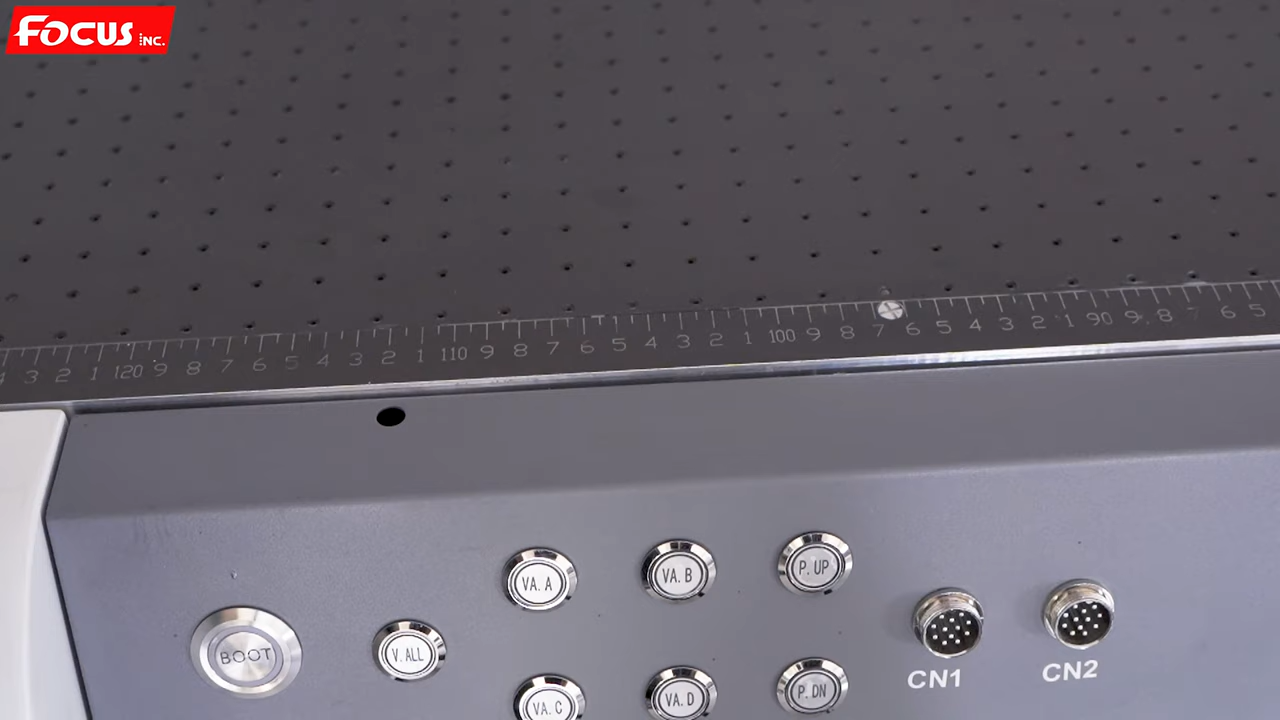 FOCUS INC.
4 3 2 1 120 9 8 7 6 5 4 3 2 1 110 9 8 7 6 5 4 3 2 1 100 9 8 7 6 5 4 3 2 1 90 9 8 7 6 5
VA. A VA. B P. UP
BOOT V. ALL
VA. C VA. D P. DN
CN1 CN2